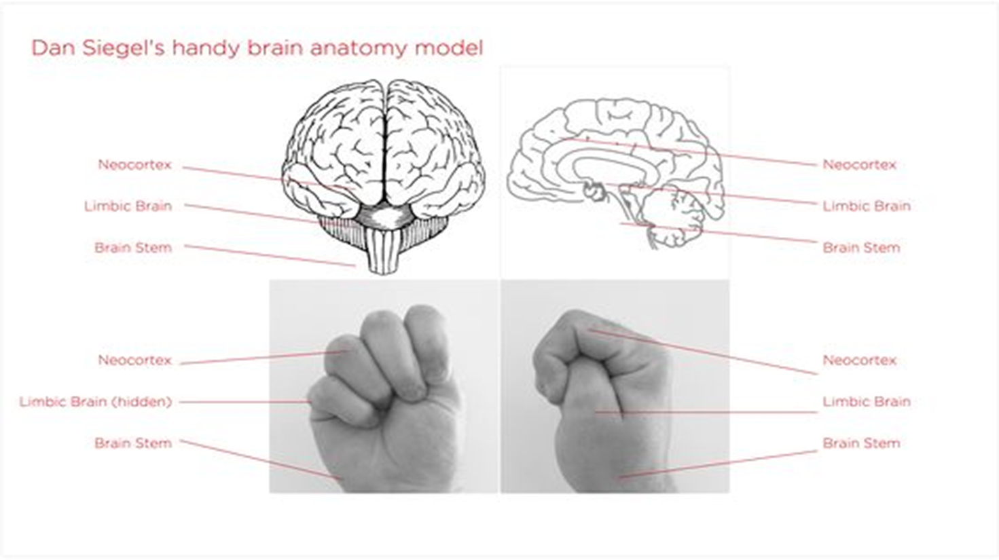 Dan Siegel's handy brain anatomy model
Neocortex
Limbic Brain
Brain Stem
Neocortex
Limbic Brain
Brain Stem
Neocortex
Limbic Brain (hidden)
Brain Stem
Neocortex
Limbic Brain
Brain Stem